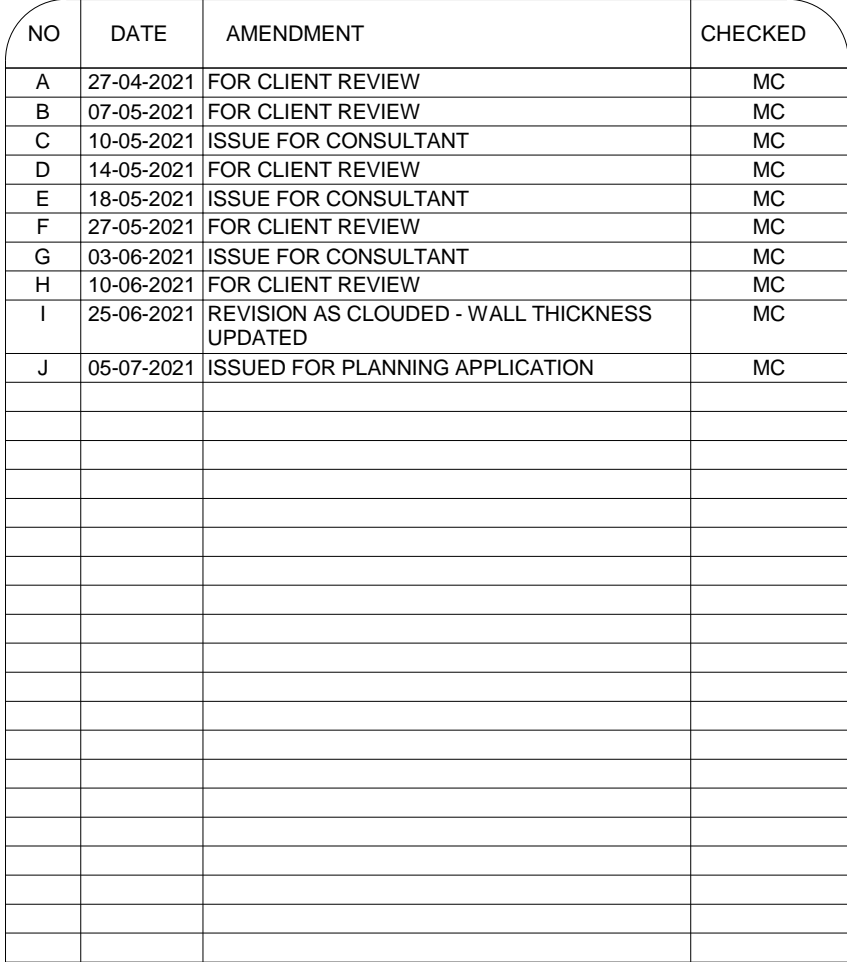 NO DATE AMENDMENT CHECKED
A 27-04-2021 FOR CLIENT REVIEW MC
B 07-05-2021 FOR CLIENT REVIEW MC
C 10-05-2021 ISSUE FOR CONSULTANT MC
D 14-05-2021 FOR CLIENT REVIEW MC
E 18-05-2021 ISSUE FOR CONSULTANT MC
F 27-05-2021 FOR CLIENT REVIEW MC
G 03-06-2021 ISSUE FOR CONSULTANT MC
H 10-06-2021 FOR CLIENT REVIEW MC
I 25-06-2021 REVISION AS CLOUDED - WALL THICKNESS MC
UPDATED
J 05-07-2021 ISSUED FOR PLANNING APPLICATION MC